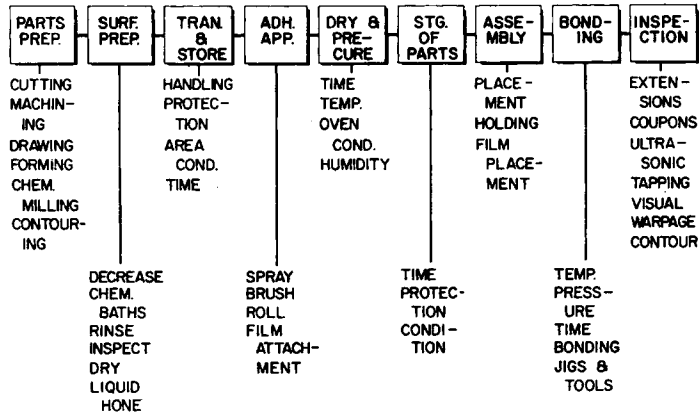 PARTS
PREP.
SURF.
PREP.
TRAN.
&
STORE
ADH.
APP.
DRY &
PRE-
CURE
STG.
OF
PARTS
ASSE-
MBLY
BOND-
ING
INSPE-
CTION
CUTTING
MACHIN-
ING
DRAWING
FORMING
CHEM.
MILLING
CONTOUR-
ING
HANDLING
PROTEC-
TION
AREA
COND.
TIME
TIME
TEMP.
OVEN
COND.
HUMIDITY
PLACE-
MENT
HOLDING
FILM
PLACE-
MENT
EXTEN-
SIONS
COUPONS
ULTRA-
SONIC
TAPPING
VISUAL
WARPAGE
CONTOUR
DECREASE
CHEM.
BATHS
RINSE
INSPECT
DRY
LIQUID
HONE
SPRAY
BRUSH
ROLL
FILM
ATTACH-
MENT
TIME
PROTEC-
TION
CONDI-
TION
TEMP.
PRESS-
URE
TIME
BONDING
JIGS &
TOOLS